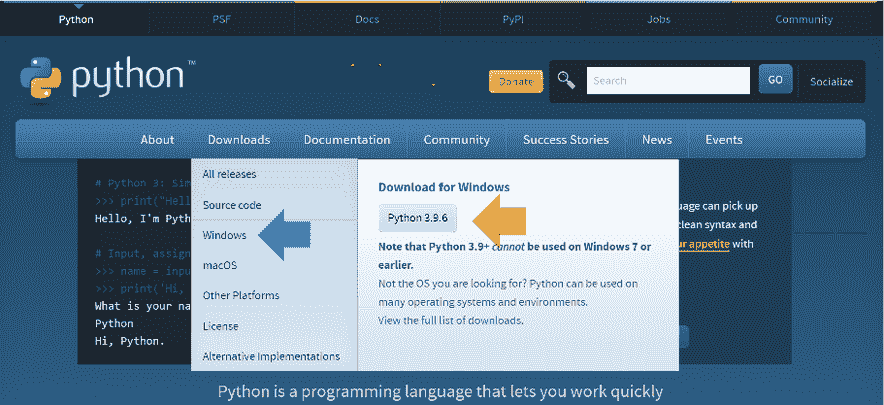 Python PSF Docs PyPI Jobs Community
python™
Donate Search GO Socialize
About Downloads Documentation Community Success Stories News Events
# Python 3: Sim
>>> print("Hell
Hello, I'm Pyth
# Input, assign
>>> name = inpu
>>> print('Hi,
What is your na
Python
Hi, Python.
All releases
Source code
Windows
macOS
Other Platforms
License
Alternative Implementations
Download for Windows
Python 3.9.6
Note that Python 3.9+ cannot be used on Windows 7 or
earlier.
Not the OS you are looking for? Python can be used on
many operating systems and environments.
View the full list of downloads.
guage can pick up
clean syntax and
ur appetite with
Python is a programming language that lets you work quickly